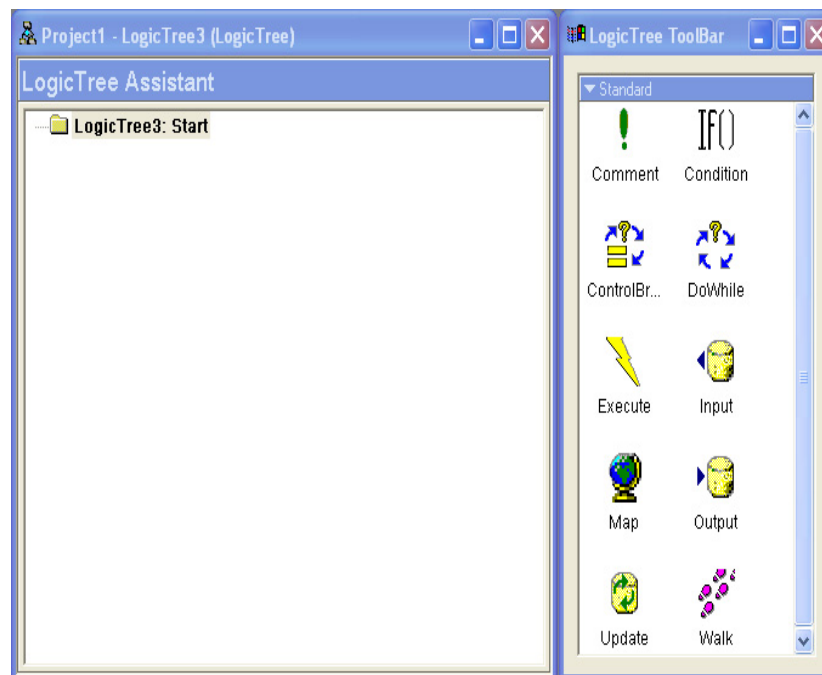 Project1 - LogicTree3 (LogicTree)
LogicTree Assistant
LogicTree3: Start
LogicTree ToolBar
Standard
If()
Comment Condition
ControlBr... DoWhile
Execute Input
Map Output
Update Walk